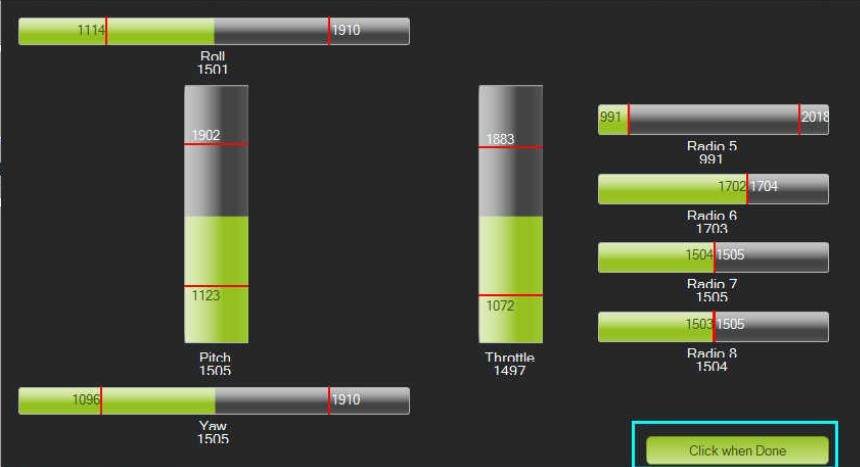 1114 1910
Roll
1501
1902
1123
Pitch
1505
1883
1072
Throttle
1497
991 2018
Radio 5
991
1702 1704
Radio 6
1703
1504 1505
Radio 7
1505
1503 1505
Radio 8
1504
1096 1910
Yaw
1505
Click when Done